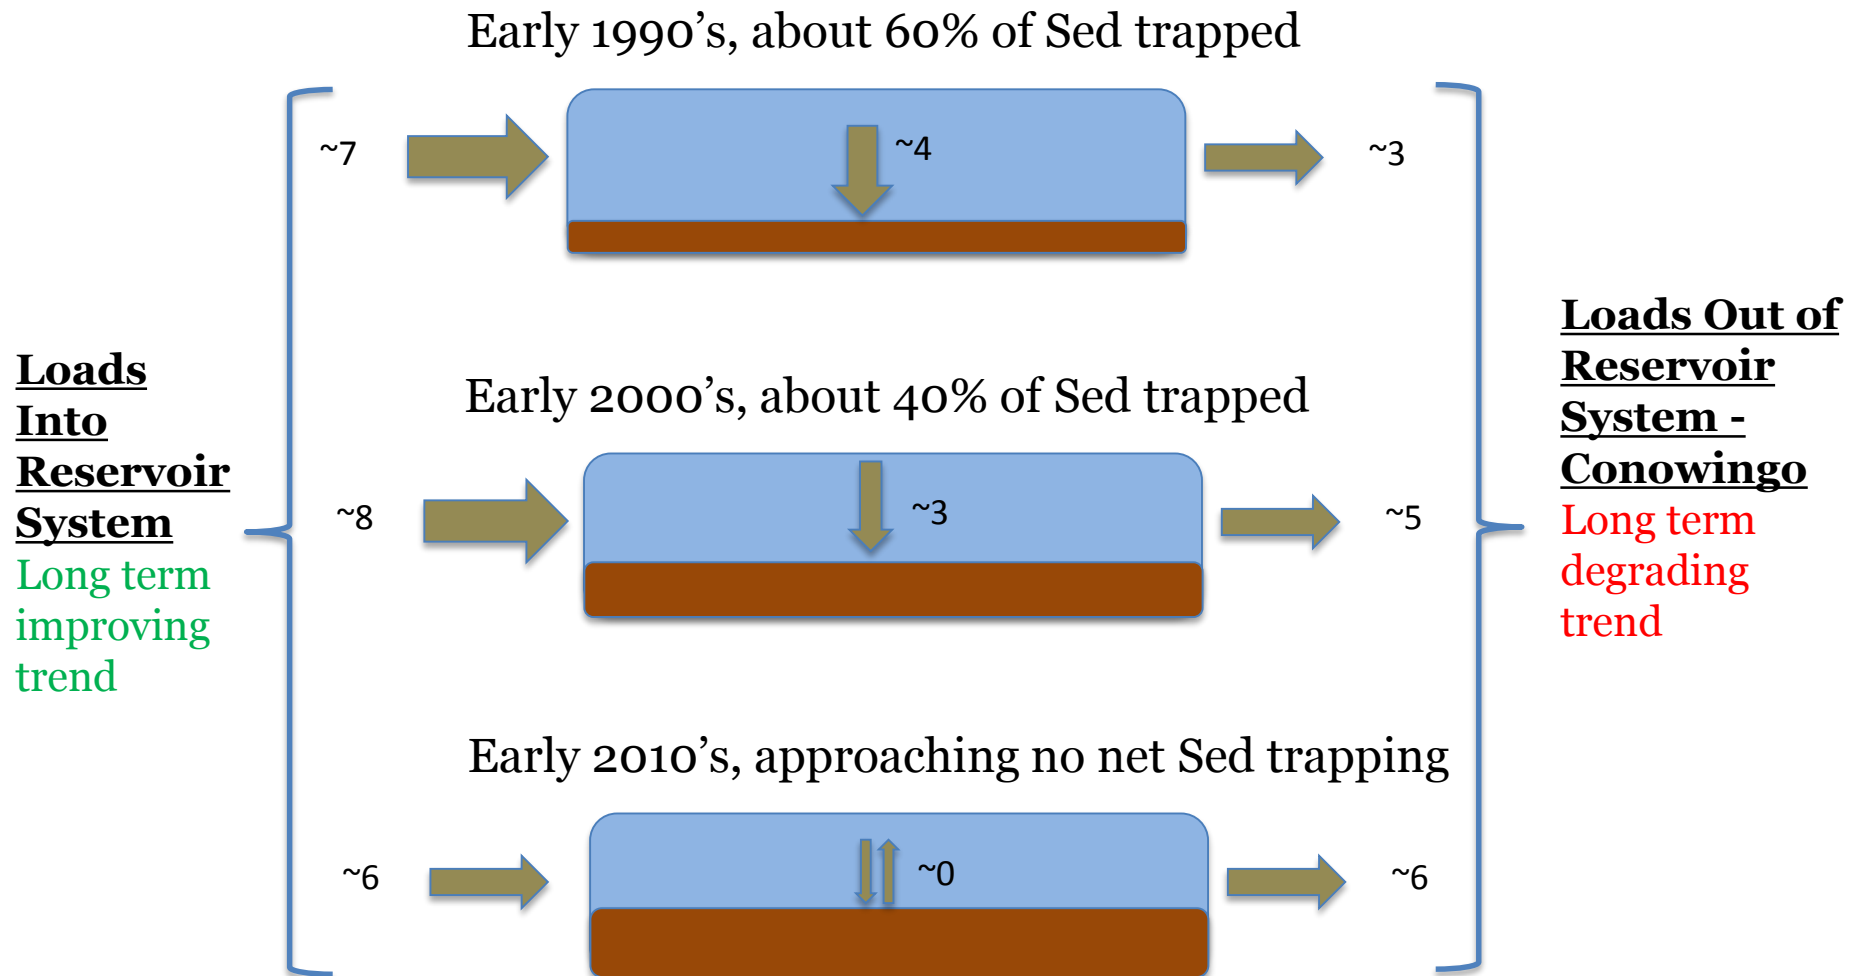 Early 1990’s, about 60% of Sed trapped
~7
~4
~3
Loads
Into
Reservoir
System
Long term
improving
trend
Early 2000’s, about 40% of Sed trapped
~8
~3
~5
Loads Out of
Reservoir
System -
Conowingo
Long term
degrading
trend
Early 2010’s, approaching no net Sed trapping
~6
~0
~6